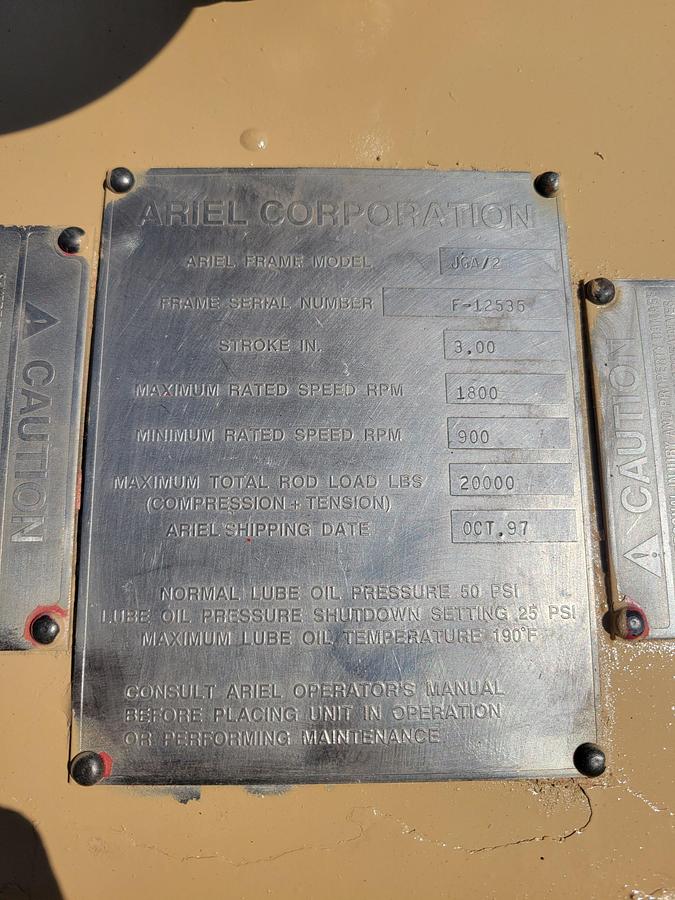 ARIEL CORPORATION
ARIEL FRAME MODEL JGA/2
FRAME SERIAL NUMBER F-12535
STROKE IN. 3.00
MAXIMUM RATED SPEED RPM 1800
MINIMUM RATED SPEED RPM 900
MAXIMUM TOTAL ROD LOAD LBS 20000
(COMPRESSION + TENSION)
ARIEL SHIPPING DATE OCT.97
NORMAL LUBE OIL PRESSURE 50 PSI
LUBE OIL PRESSURE SHUTDOWN SETTING 25 PSI
MAXIMUM LUBE OIL TEMPERATURE 190°F
CONSULT ARIEL OPERATOR'S MANUAL
BEFORE PLACING UNIT IN OPERATION
OR PERFORMING MAINTENANCE
CAUTION
CAUTION